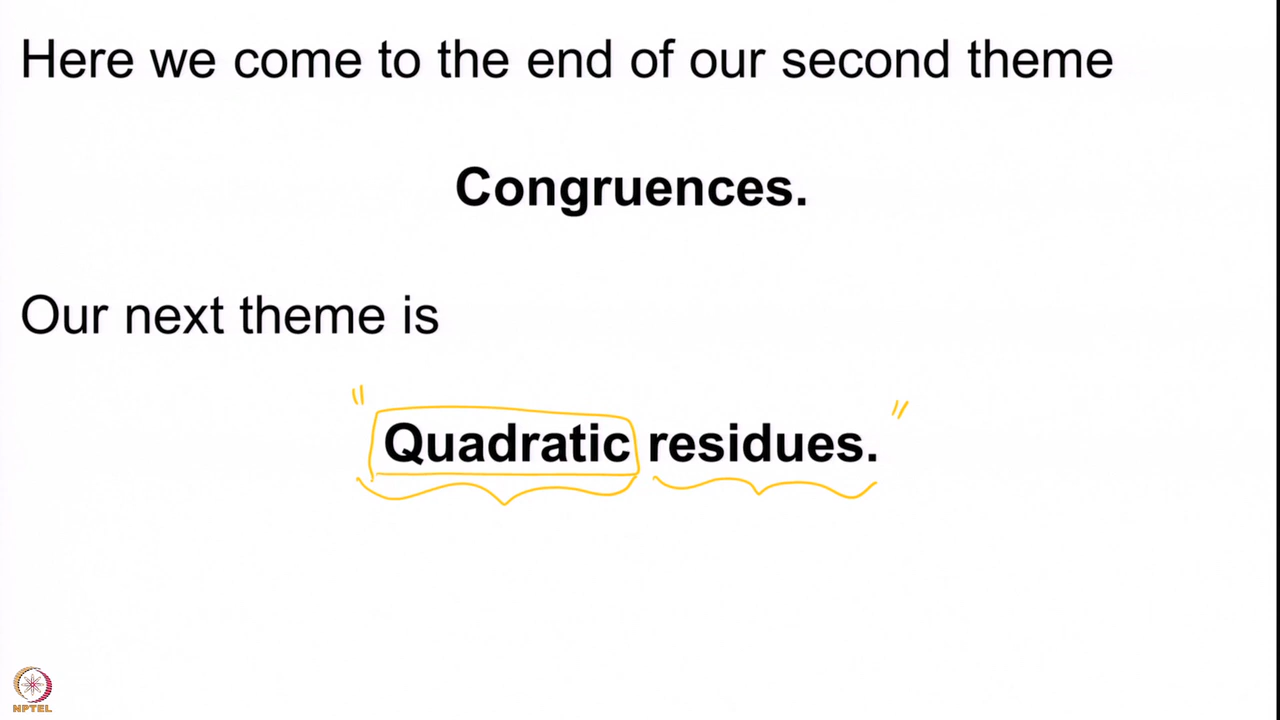 Here we come to the end of our second theme
Congruences.
Our next theme is
"Quadratic residues."
NPTEL